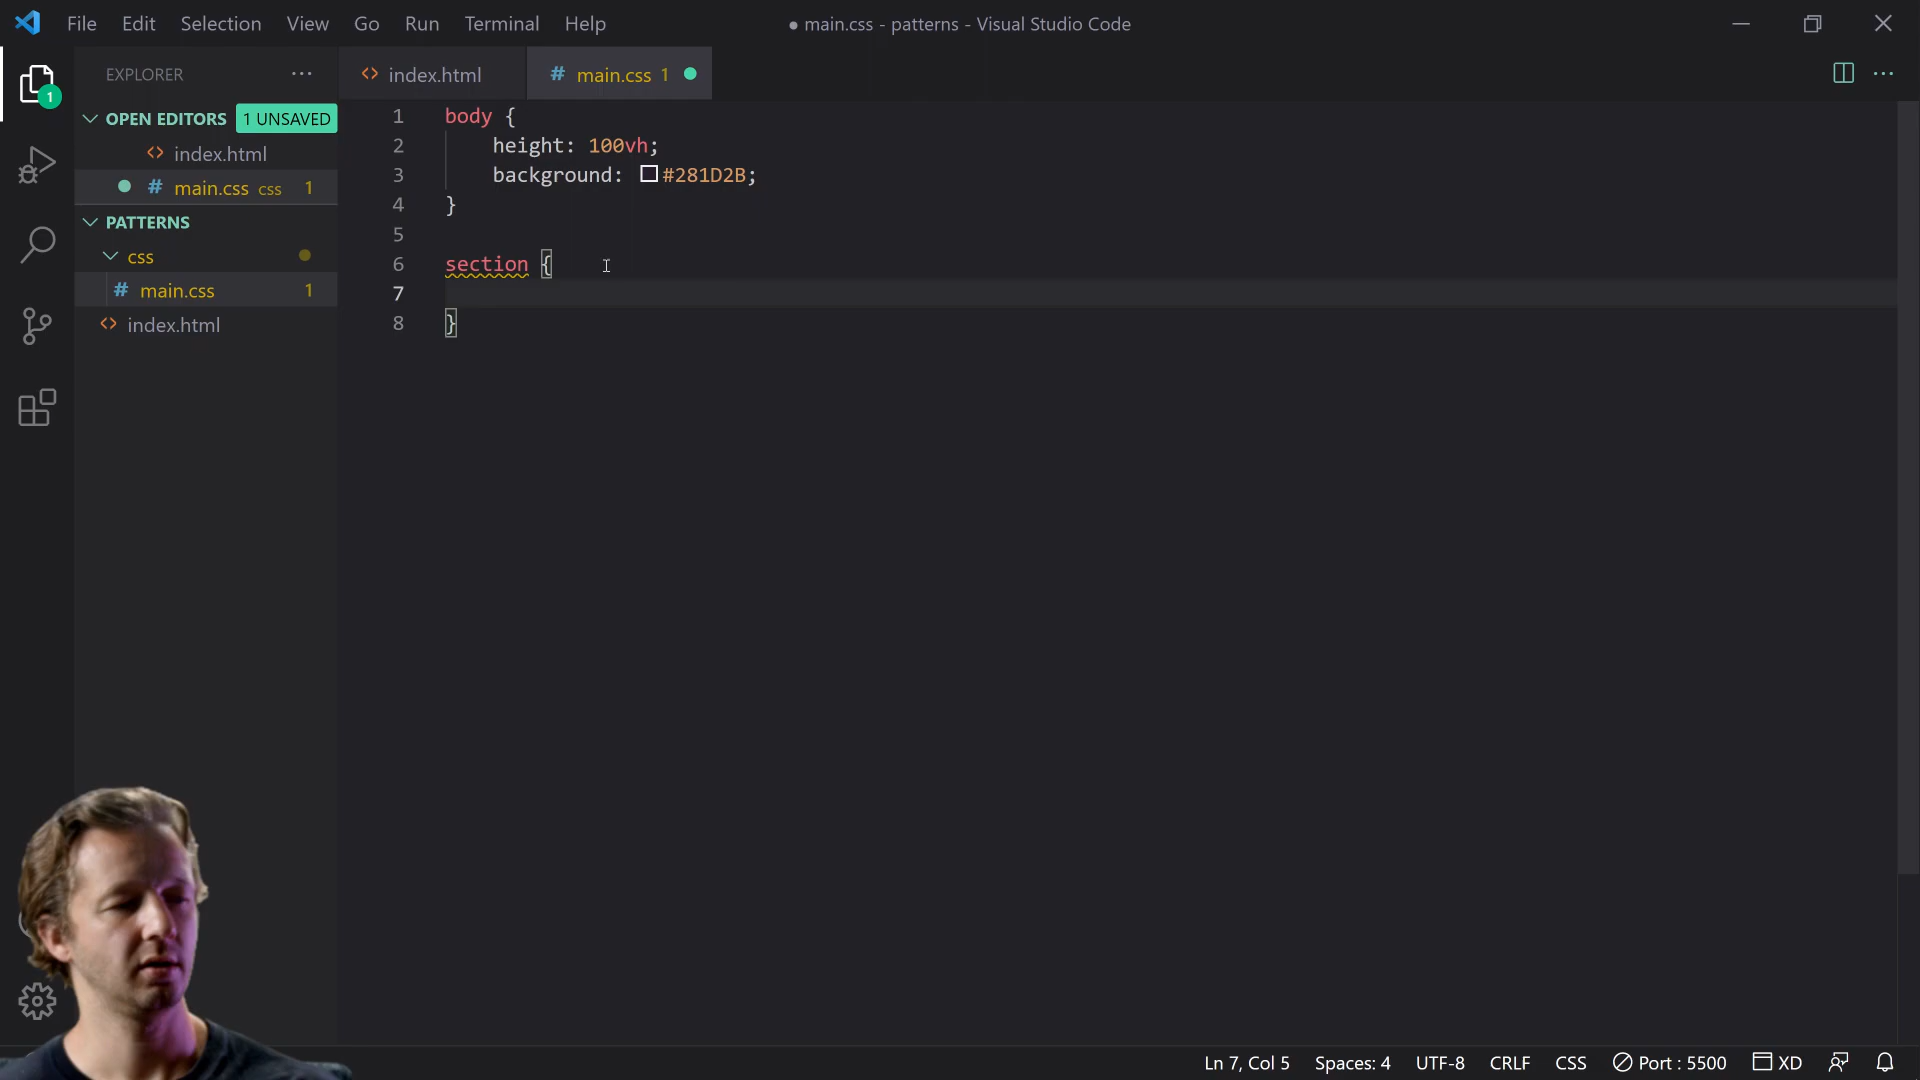 File Edit Selection View Go Run Terminal Help
● main.css - patterns - Visual Studio Code
EXPLORER ···
OPEN EDITORS 1 UNSAVED
<> index.html
● # main.css css 1
PATTERNS
css
# main.css 1
<> index.html
1
<> index.html
# main.css 1 ●
1 body {
2 height: 100vh;
3 background: #281D2B;
4 }
5
6 section {
7
8 }
Ln 7, Col 5 Spaces: 4 UTF-8 CRLF CSS Port : 5500 XD